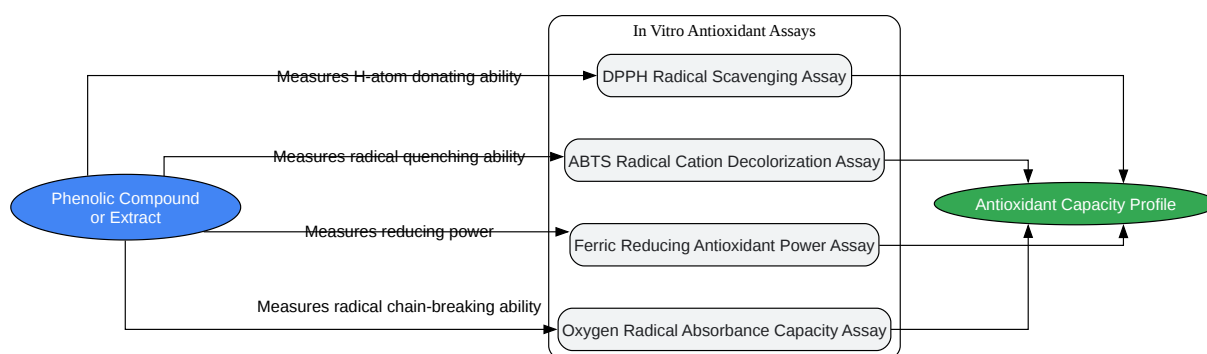 In Vitro Antioxidant Assays
Measures H-atom donating ability
DPPH Radical Scavenging Assay
Measures radical quenching ability
ABTS Radical Cation Decolorization Assay
Phenolic Compound
or Extract
Antioxidant Capacity Profile
Measures reducing power
Ferric Reducing Antioxidant Power Assay
Measures radical chain-breaking ability
Oxygen Radical Absorbance Capacity Assay